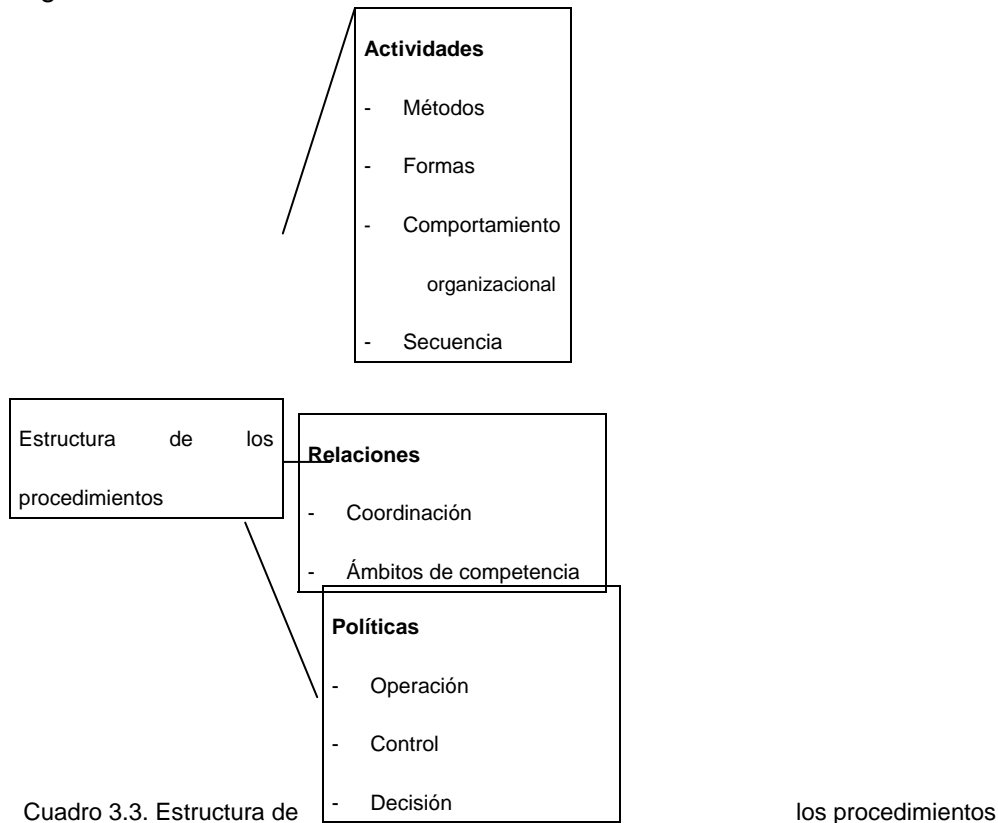 Actividades
- Métodos
- Formas
- Comportamiento
organizacional
- Secuencia
Estructura de los
procedimientos
Relaciones
- Coordinación
- Ámbitos de competencia
Políticas
- Operación
- Control
- Decisión
Cuadro 3.3. Estructura de los procedimientos